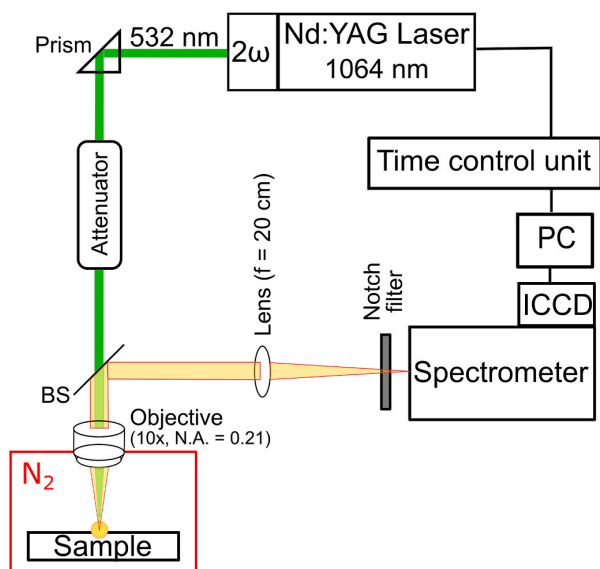 Prism
532 nm
2ω
Nd:YAG Laser
1064 nm
Attenuator
Time control unit
PC
ICCD
Lens (f = 20 cm)
Notch
filter
Spectrometer
BS
Objective
(10x, N.A. = 0.21)
N₂
Sample